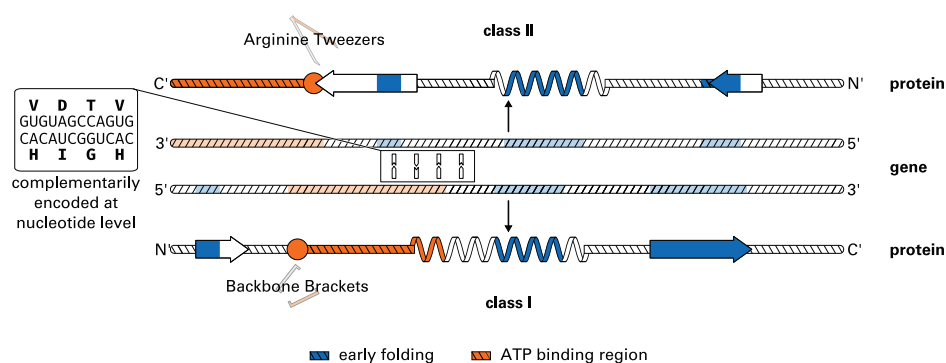 class II
Arginine Tweezers
C'
N'
protein
V D T V
GUGUAGCCAGUG
CACAUCGGUCAC
H I G H
complementarily
encoded at
nucleotide level
3'
5'
gene
5'
3'
N'
C'
protein
Backbone Brackets
class I
early folding
ATP binding region